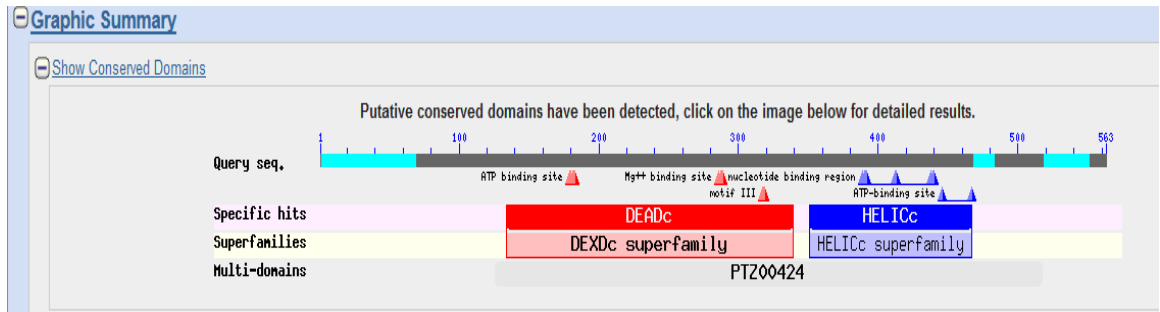 Graphic Summary
Show Conserved Domains
Putative conserved domains have been detected, click on the image below for detailed results.
1 100 200 300 400 500 563
Query seq.
ATP binding site Mg++ binding site nucleotide binding region
motif III ATP-binding site
Specific hits DEADc HELICc
Superfamilies DEXDc superfamily HELICc superfamily
Multi-domains PTZ00424